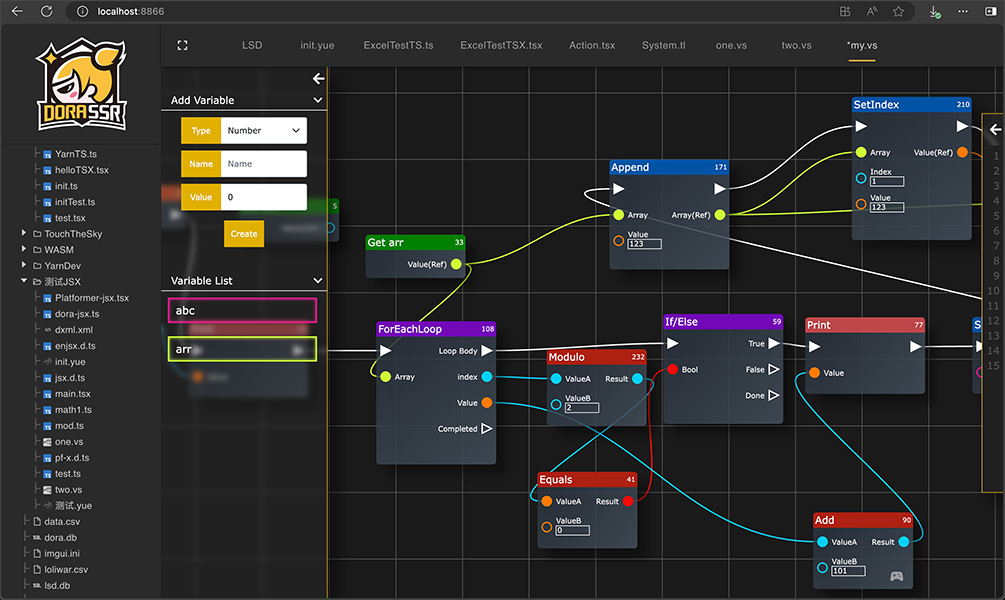 localhost:8866
DORA SSR
LSD
init.yue
ExcelTestTS.ts
ExcelTestTSX.tsx
Action.tsx
System.tl
one.vs
two.vs
*my.vs
YarnTS.ts
helloTSX.tsx
init.ts
initTest.ts
test.tsx
TouchTheSky
WASM
YarnDev
测试JSX
Platformer-jsx.tsx
dora-jsx.ts
dxml.xml
enjsx.d.ts
init.yue
jsx.d.ts
main.tsx
math1.ts
mod.ts
one.vs
pf-x.d.ts
test.ts
two.vs
测试.yue
data.csv
dora.db
imgui.ini
loliwar.csv
lsd.db
Add Variable
Type Number
Name Name
Value 0
Create
Variable List
abc
arr
5
Get arr 33
Value(Ref)
Append 171
Array Array(Ref)
Value
123
SetIndex 210
Array Value(Ref)
Index
1
Value
123
ForEachLoop 108
Loop Body
Array index
Value
Completed
Modulo 232
ValueA Result
ValueB
2
If/Else 59
True
Bool False
Done
Print 77
Value
Equals 41
ValueA Result
ValueB
0
Add 90
ValueA Result
ValueB
101
S
1
2
3
4
5
6
7
8
9
10
11
12
13
14
15